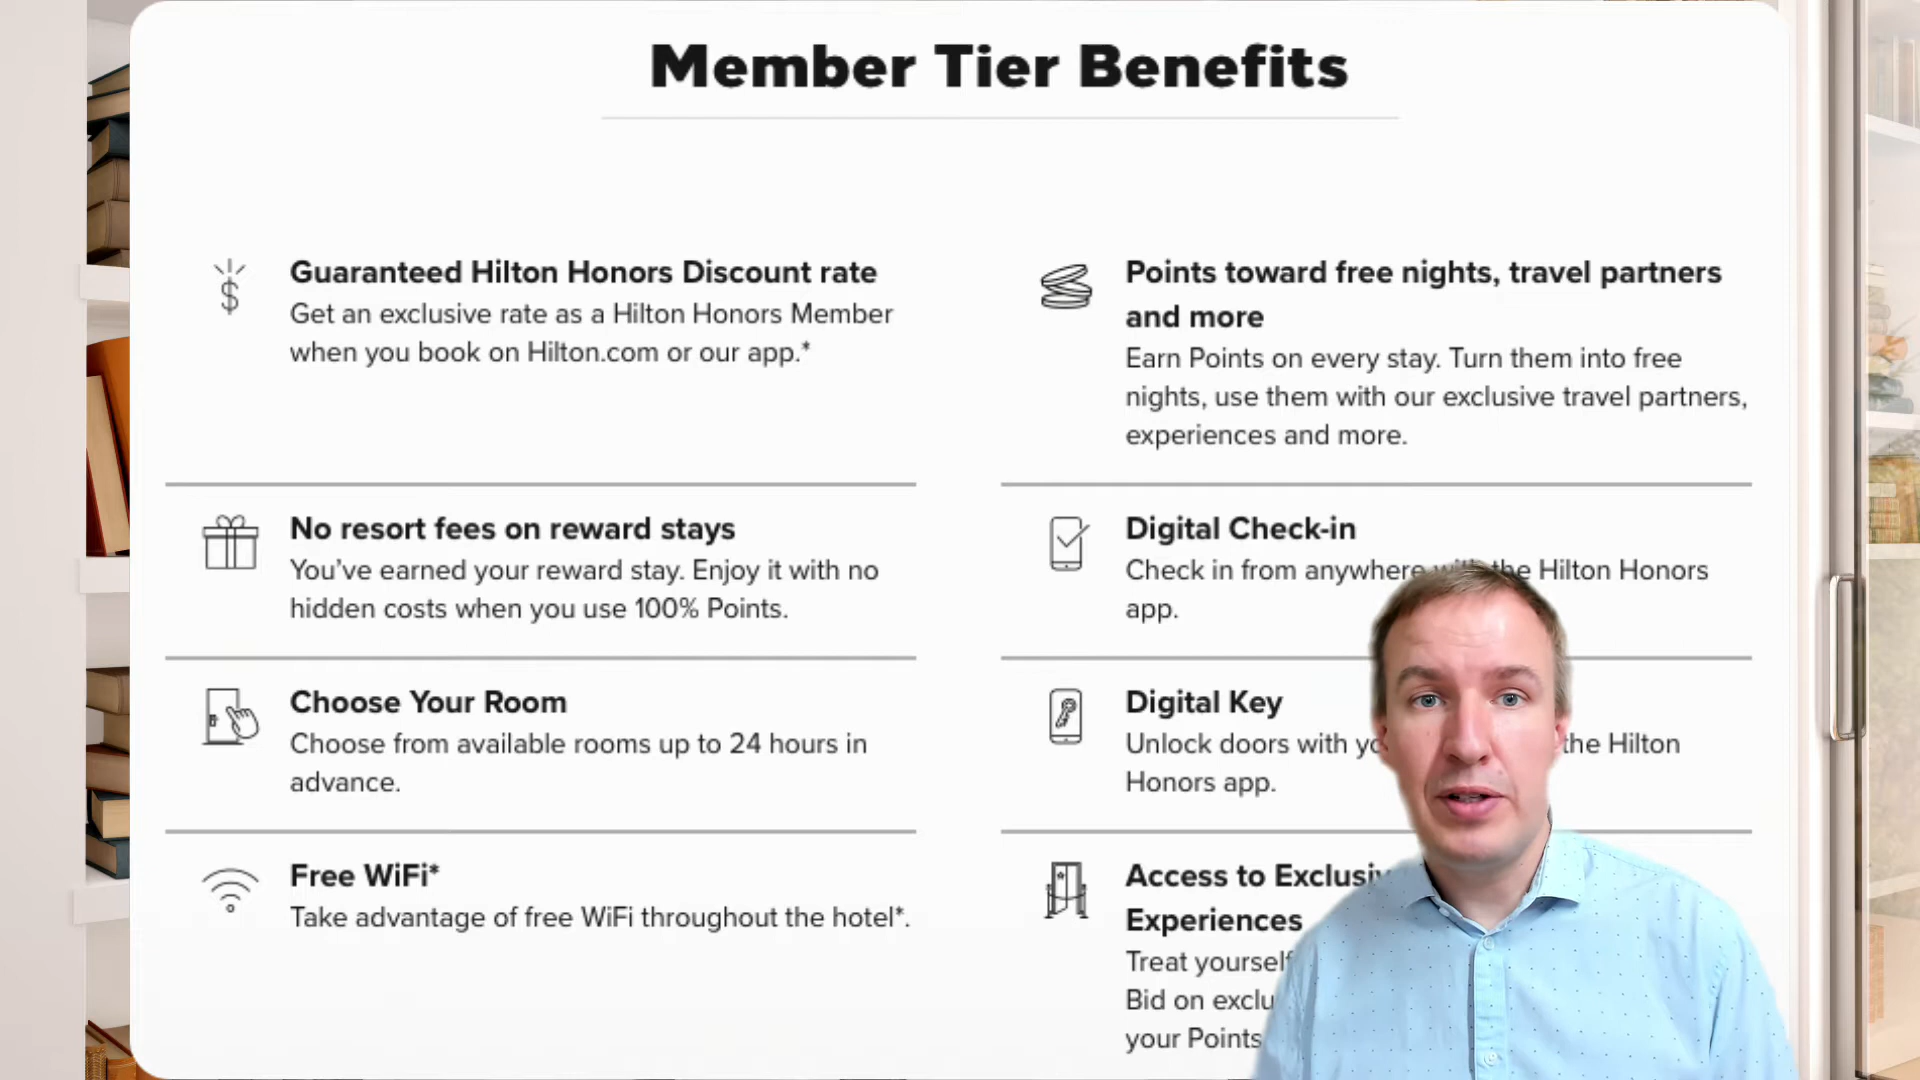 Member Tier Benefits
Guaranteed Hilton Honors Discount rate
Get an exclusive rate as a Hilton Honors Member
when you book on Hilton.com or our app.*
Points toward free nights, travel partners
and more
Earn Points on every stay. Turn them into free
nights, use them with our exclusive travel partners,
experiences and more.
No resort fees on reward stays
You've earned your reward stay. Enjoy it with no
hidden costs when you use 100% Points.
Digital Check-in
Check in from anywhere the Hilton Honors
app.
Choose Your Room
Choose from available rooms up to 24 hours in
advance.
Digital Key
Unlock doors with the Hilton
Honors app.
Free WiFi*
Take advantage of free WiFi throughout the hotel*.
Access to
Experiences
Treat
Bid on
your Points